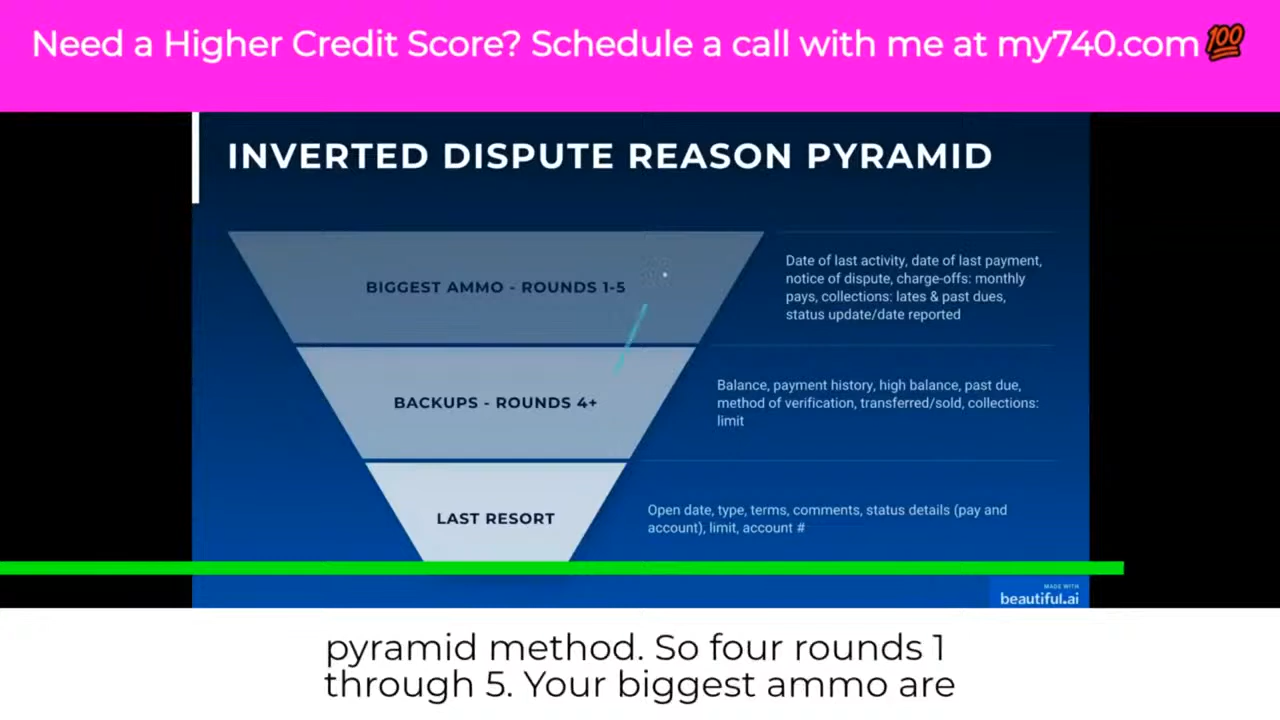 Need a Higher Credit Score? Schedule a call with me at my740.com💯
INVERTED DISPUTE REASON PYRAMID
BIGGEST AMMO - ROUNDS 1-5
Date of last activity, date of last payment,
notice of dispute, charge-offs: monthly
pays, collections: lates & past dues,
status update/date reported
BACKUPS - ROUNDS 4+
Balance, payment history, high balance, past due,
method of verification, transferred/sold, collections:
limit
LAST RESORT
Open date, type, terms, comments, status details (pay and
account), limit, account #
MADE WITH
beautiful.ai
pyramid method. So four rounds 1
through 5. Your biggest ammo are